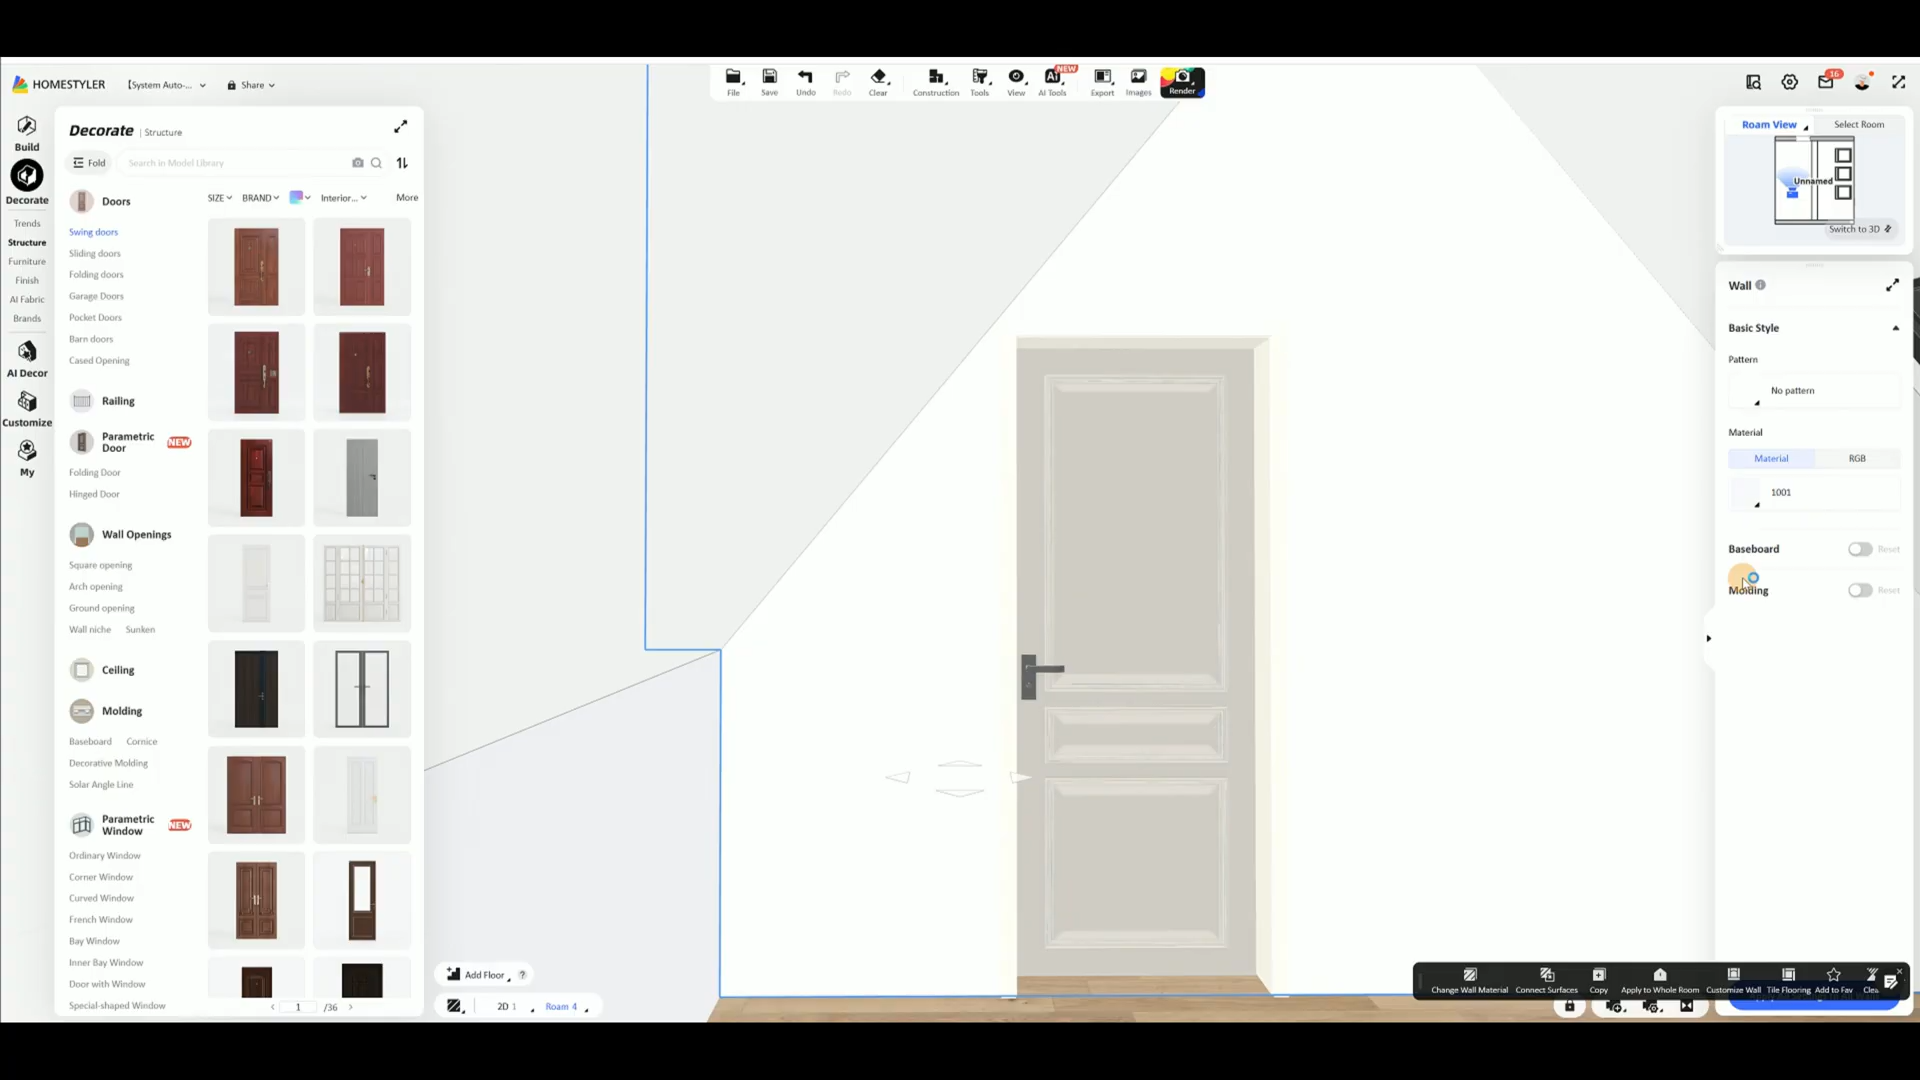 HOMESTYLER
【System Auto-...
Share
File
Save
Undo
Redo
Clear
Construction
Tools
View
AI Tools
NEW
Export
Images
Render
16
Build
Decorate
Trends
Structure
Furniture
Finish
AI Fabric
Brands
AI Decor
Customize
My
Decorate | Structure
Fold
Search in Model Library
SIZE
BRAND
Interior...
More
Doors
Swing doors
Sliding doors
Folding doors
Garage Doors
Pocket Doors
Barn doors
Cased Opening
Railing
Parametric
Door
NEW
Folding Door
Hinged Door
Wall Openings
Square opening
Arch opening
Ground opening
Wall niche Sunken
Ceiling
Molding
Baseboard Cornice
Decorative Molding
Solar Angle Line
Parametric
Window
NEW
Ordinary Window
Corner Window
Curved Window
French Window
Bay Window
Inner Bay Window
Door with Window
Special-shaped Window
1 /36
Add Floor
?
2D 1
Roam 4
Roam View
Select Room
Unnamed
Switch to 3D
Wall
Basic Style
Pattern
No pattern
Material
Material
RGB
1001
Baseboard
Reset
Molding
Reset
Change Wall Material
Connect Surfaces
Copy
Apply to Whole Room
Customize Wall
Tile Flooring
Add to Fav
Clea